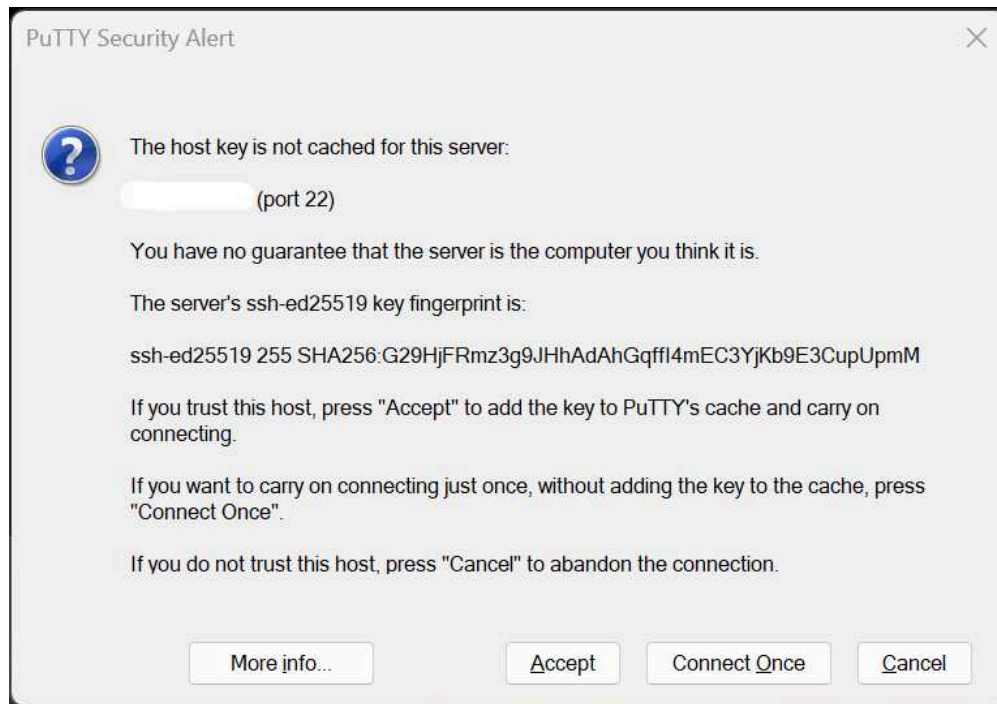 PuTTY Security Alert
The host key is not cached for this server:
(port 22)
You have no guarantee that the server is the computer you think it is.
The server's ssh-ed25519 key fingerprint is:
ssh-ed25519 255 SHA256:G29HjFRmz3g9JHhAdAhGqffI4mEC3YjKb9E3CupUpmM
If you trust this host, press "Accept" to add the key to PuTTY's cache and carry on
connecting.
If you want to carry on connecting just once, without adding the key to the cache, press
"Connect Once".
If you do not trust this host, press "Cancel" to abandon the connection.
More info... Accept Connect Once Cancel